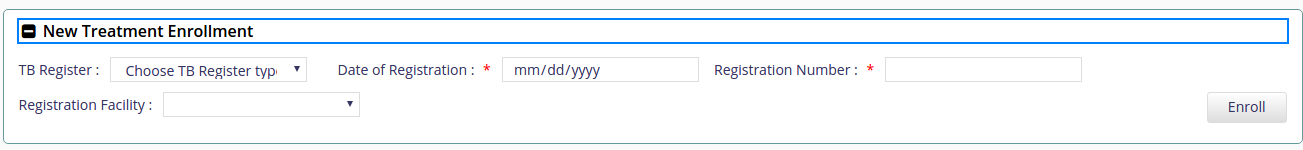 New Treatment Enrollment
TB Register : Choose TB Register typ Date of Registration : * mm/dd/yyyy Registration Number : *
Registration Facility : Enroll